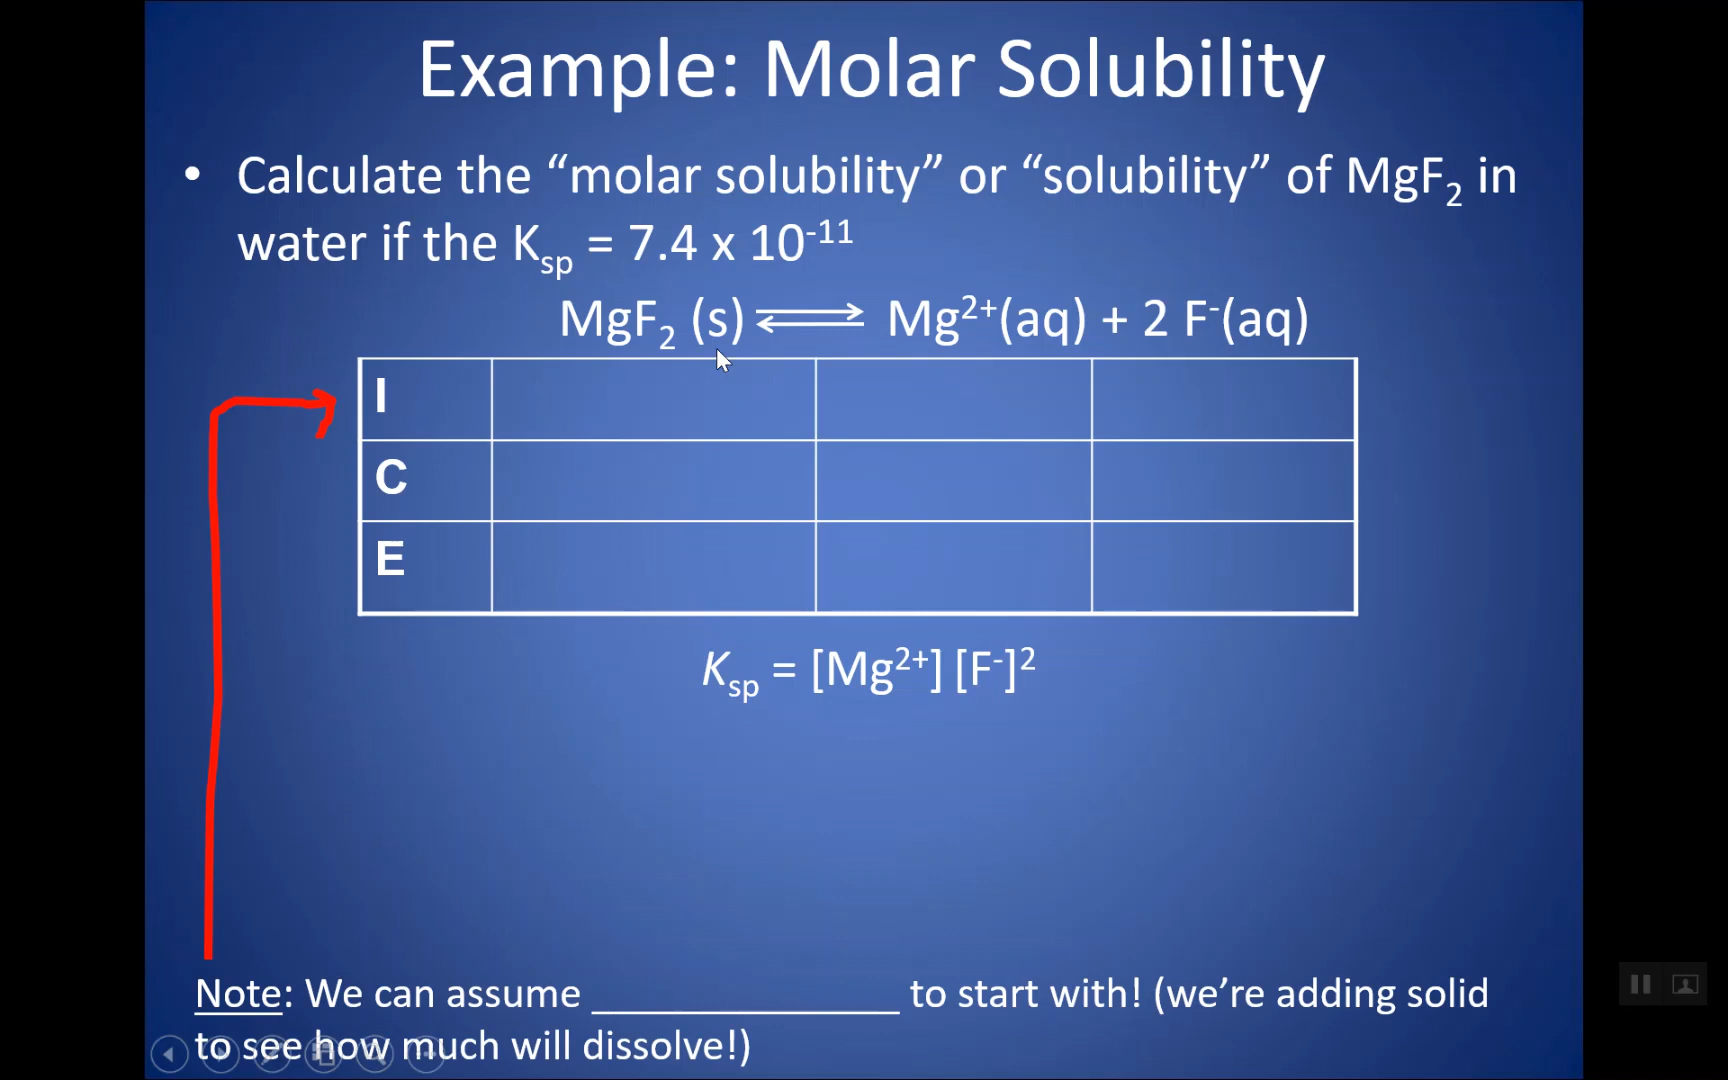 Example: Molar Solubility
• Calculate the “molar solubility” or “solubility” of MgF₂ in
water if the Kₛₚ = 7.4 x 10⁻¹¹
MgF₂ (s) ⇌ Mg²⁺(aq) + 2 F⁻(aq)
I
C
E
Kₛₚ = [Mg²⁺] [F⁻]²
Note: We can assume ______________ to start with! (we’re adding solid
to see how much will dissolve!)